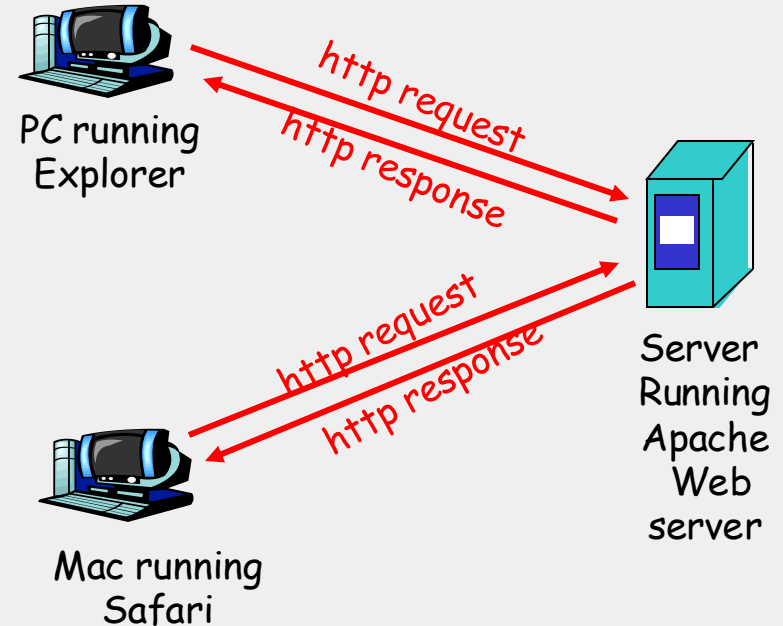 http request
PC running
Explorer
http response
http request
http response
Server
Running
Apache
Web
server
Mac running
Safari